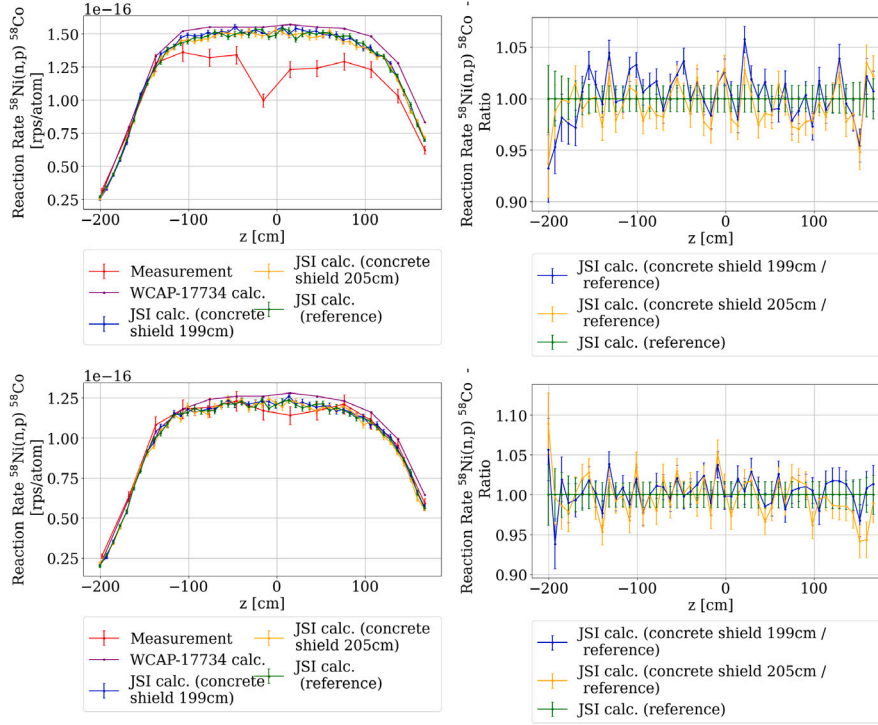 1e−16
Reaction Rate ⁵⁸Ni(n,p) ⁵⁸Co
[rps/atom]
1.50
1.25
1.00
0.75
0.50
0.25
−200
−100
0
100
z [cm]
Measurement
WCAP-17734 calc.
JSI calc. (concrete
shield 199cm)
JSI calc. (concrete
shield 205cm)
JSI calc.
(reference)
Reaction Rate ⁵⁸Ni(n,p) ⁵⁸Co -
Ratio
1.05
1.00
0.95
0.90
−200
−100
0
100
z [cm]
JSI calc. (concrete shield 199cm /
reference)
JSI calc. (concrete shield 205cm /
reference)
JSI calc. (reference)
1e−16
Reaction Rate ⁵⁸Ni(n,p) ⁵⁸Co
[rps/atom]
1.25
1.00
0.75
0.50
0.25
−200
−100
0
100
z [cm]
Measurement
WCAP-17734 calc.
JSI calc. (concrete
shield 199cm)
JSI calc. (concrete
shield 205cm)
JSI calc.
(reference)
Reaction Rate ⁵⁸Ni(n,p) ⁵⁸Co -
Ratio
1.10
1.05
1.00
0.95
0.90
−200
−100
0
100
z [cm]
JSI calc. (concrete shield 199cm /
reference)
JSI calc. (concrete shield 205cm /
reference)
JSI calc. (reference)